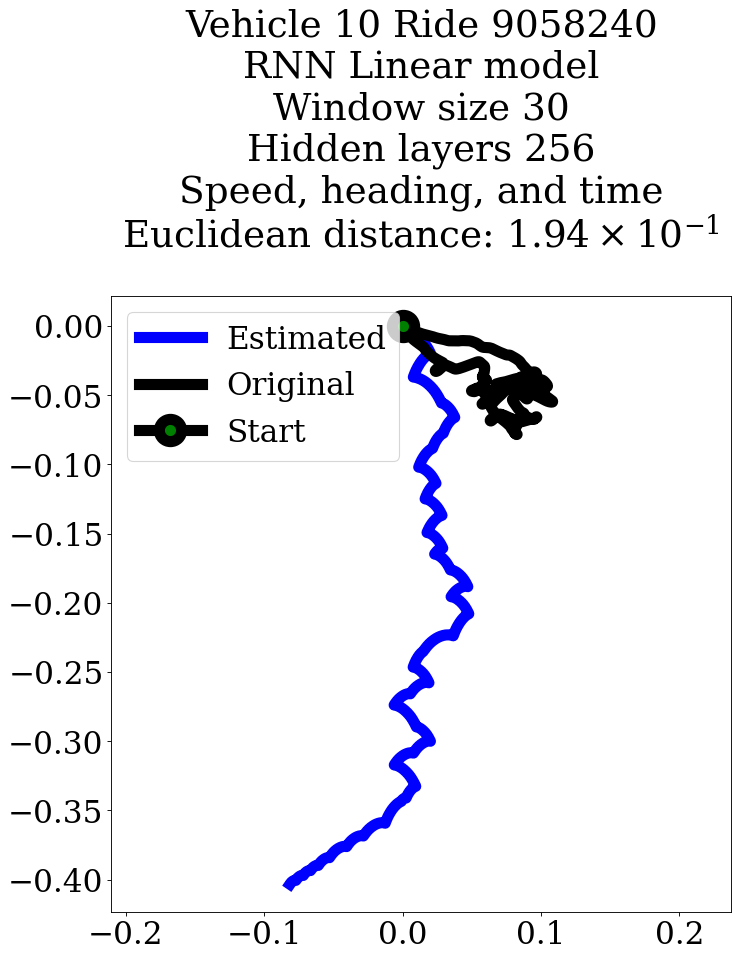 Vehicle 10 Ride 9058240
RNN Linear model
Window size 30
Hidden layers 256
Speed, heading, and time
Euclidean distance: 1.94 × 10⁻¹
Estimated
Original
Start
0.00
−0.05
−0.10
−0.15
−0.20
−0.25
−0.30
−0.35
−0.40
−0.2 −0.1 0.0 0.1 0.2